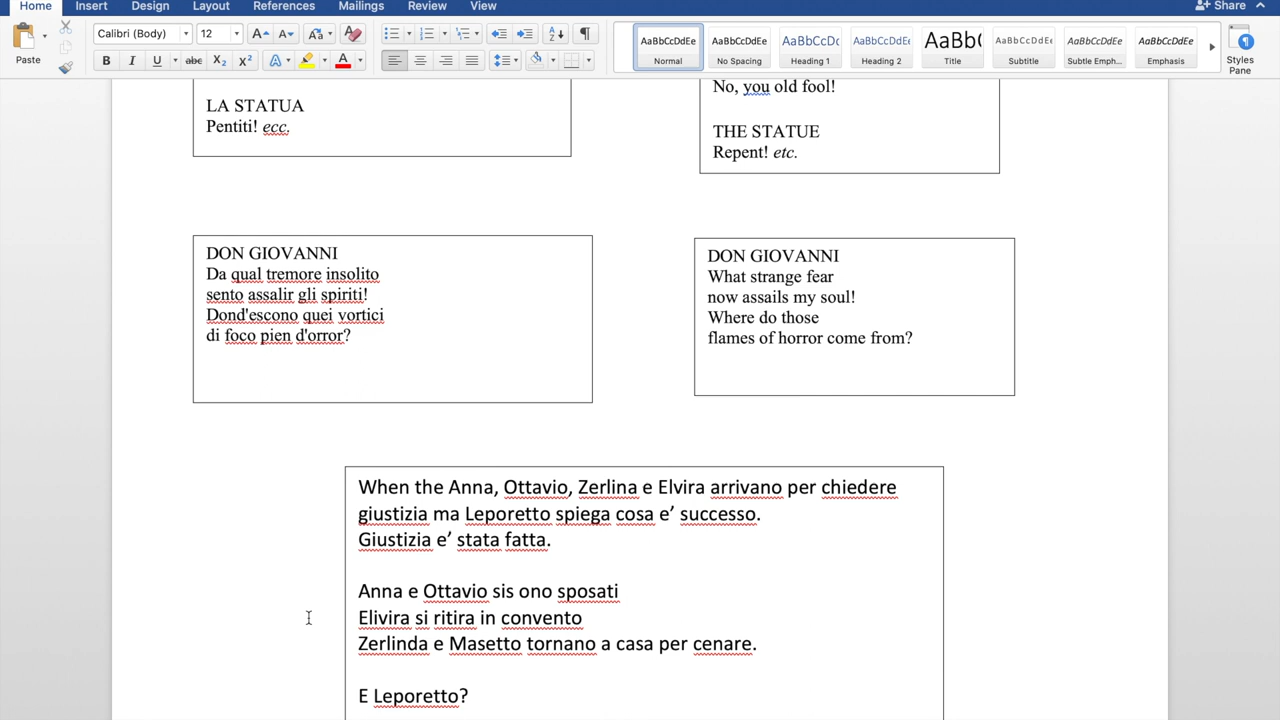 Home Insert Design Layout References Mailings Review View Share
Paste
Calibri (Body) 12
B I U abc X2 X2 A A
AaBbCcDdEe AaBbCcDdEe AaBbCcDc AaBbCcDdEe AaBb( AaBbCcDdEe AaBbCcDdEe AaBbCcDdEe
Normal No Spacing Heading 1 Heading 2 Title Subtitle Subtle Emph... Emphasis Styles Pane
LA STATUA
Pentiti! ecc.
No, you old fool!
THE STATUE
Repent! etc.
DON GIOVANNI
Da qual tremore insolito
sento assalir gli spiriti!
Dond'escono quei vortici
di foco pien d'orror?
DON GIOVANNI
What strange fear
now assails my soul!
Where do those
flames of horror come from?
When the Anna, Ottavio, Zerlina e Elvira arrivano per chiedere
giustizia ma Leporetto spiega cosa e’ successo.
Giustizia e’ stata fatta.
Anna e Ottavio sis ono sposati
Elivira si ritira in convento
Zerlinda e Masetto tornano a casa per cenare.
E Leporetto?